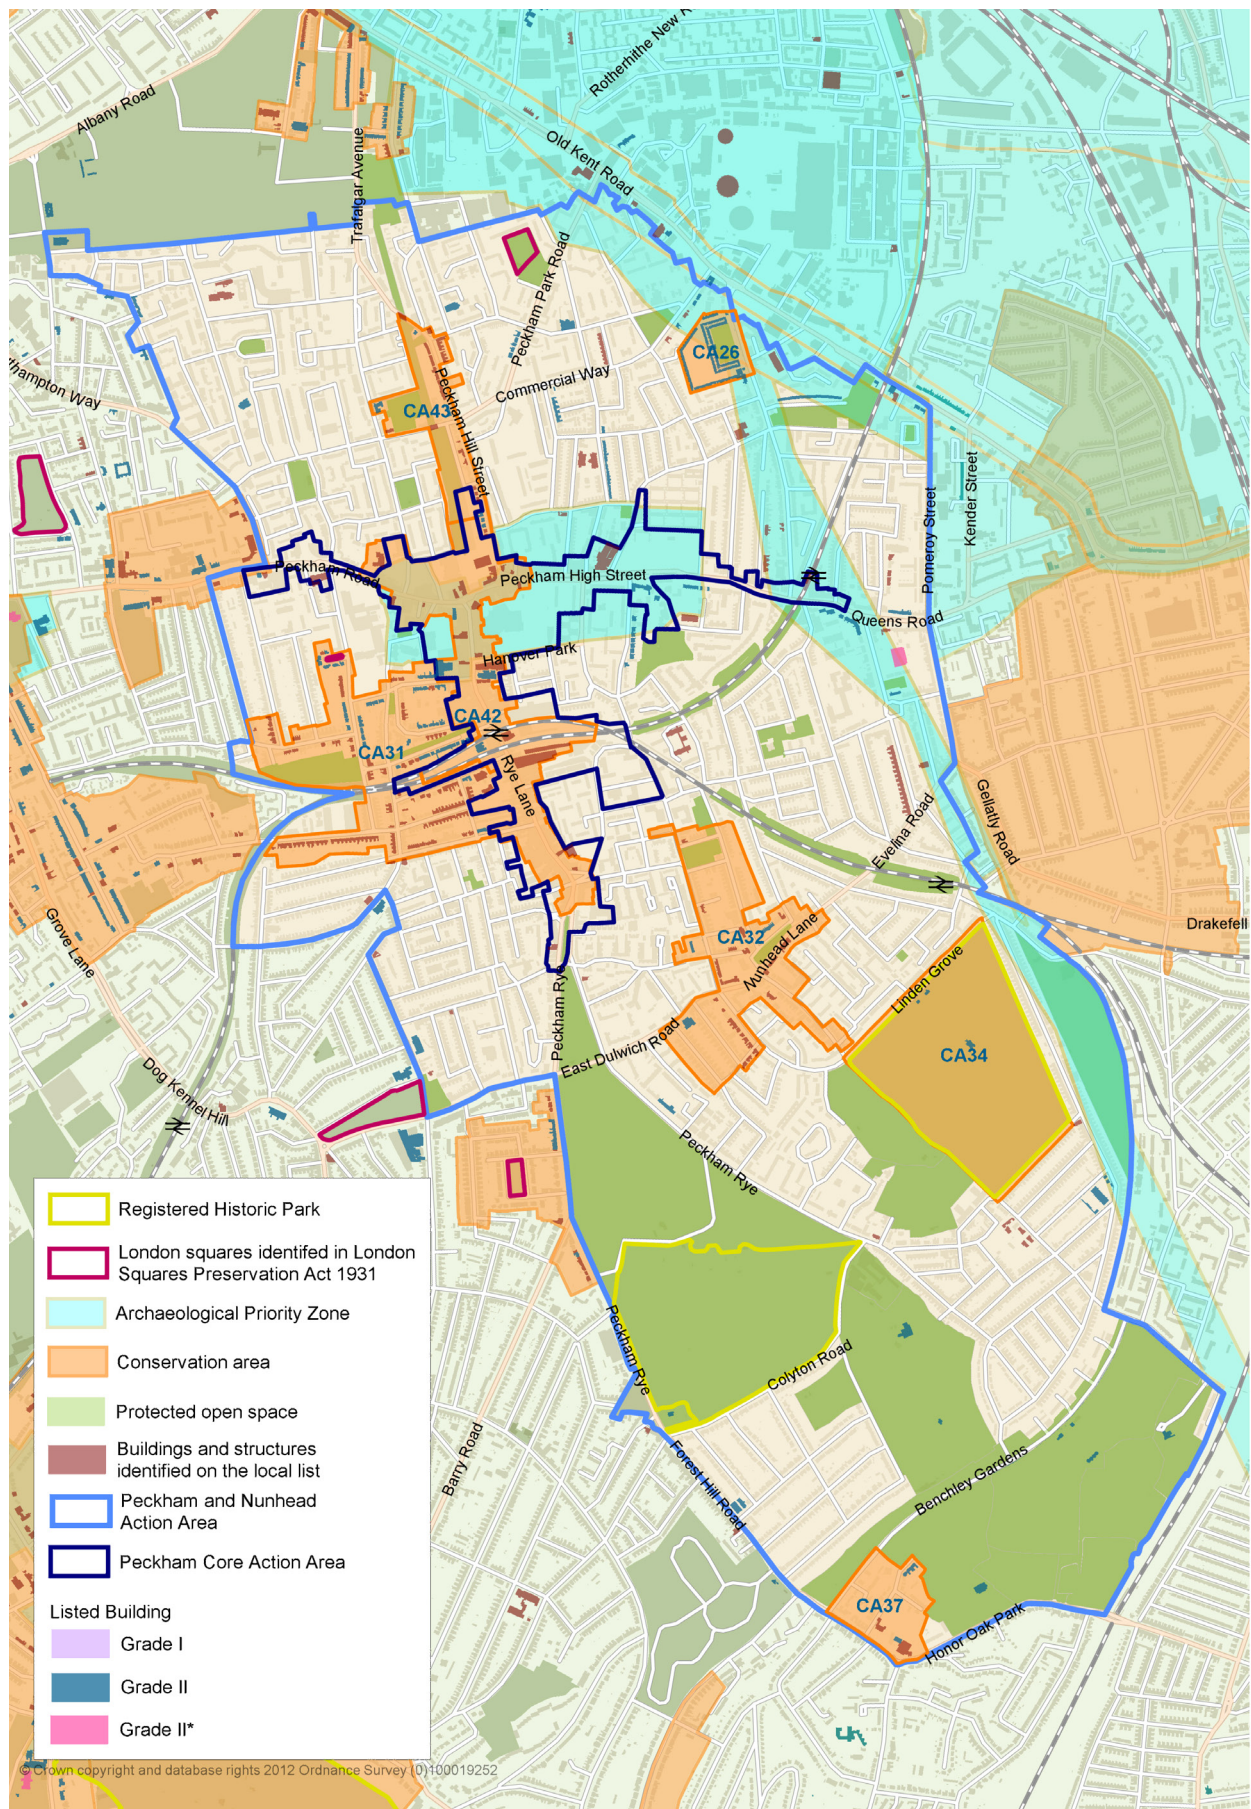 Rotherhithe New R
Albany Road
Old Kent Road
Trafalgar Avenue
Peckham Park Road
CA26
Commercial Way
thampton Way
CA43
Peckham Hill Street
Kender Street
Pomeroy Street
Peckham Road
Peckham High Street
Queens Road
Hanover Park
CA42
CA31
Rye Lane
Gellatly Road
Evelina Road
Grove Lane
Drakefell
CA32
Nunhead Lane
Linden Grove
Peckham Rye
East Dulwich Road
CA34
Dog Kennel Hill
Peckham Rye
Peckham Rye
Colyton Road
Barry Road
Forest Hill Road
Benchley Gardens
CA37
Honor Oak Park
Registered Historic Park
London squares identifed in London
Squares Preservation Act 1931
Archaeological Priority Zone
Conservation area
Protected open space
Buildings and structures
identified on the local list
Peckham and Nunhead
Action Area
Peckham Core Action Area
Listed Building
Grade I
Grade II
Grade II*
© Crown copyright and database rights 2012 Ordnance Survey (0)100019252